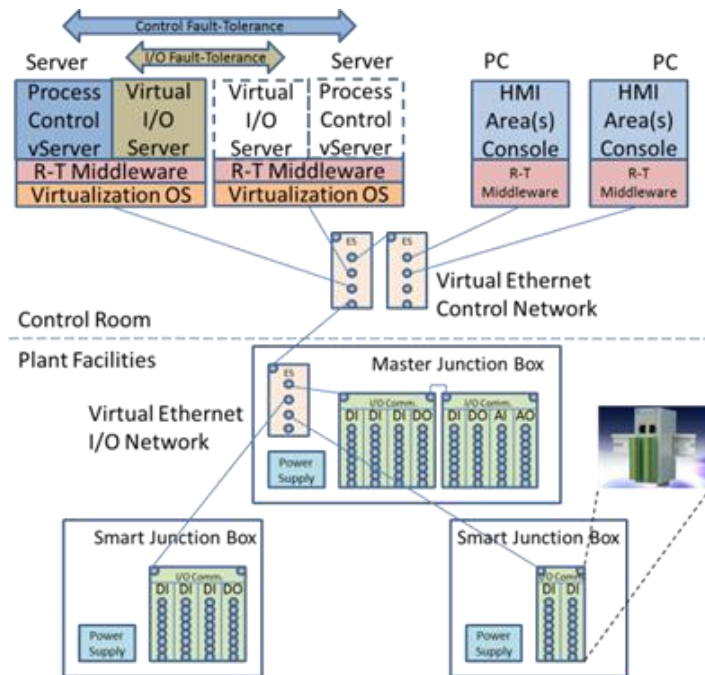 Control Fault-Tolerance
Server
I/O Fault-Tolerance
Server
PC
PC
Process
Control
vServer
Virtual
I/O
Server
Virtual
I/O
Server
Process
Control
vServer
HMI
Area(s)
Console
HMI
Area(s)
Console
R-T Middleware
R-T Middleware
R-T
Middleware
R-T
Middleware
Virtualization OS
Virtualization OS
ES
ES
Virtual Ethernet
Control Network
Control Room
Plant Facilities
Master Junction Box
ES
I/O Comm.
I/O Comm.
DI DI DI DO
DI DO AI AO
Virtual Ethernet
I/O Network
Power
Supply
Smart Junction Box
Smart Junction Box
I/O Comm.
DI DI DI DO
I/O Comm.
DI DI
Power
Supply
Power
Supply